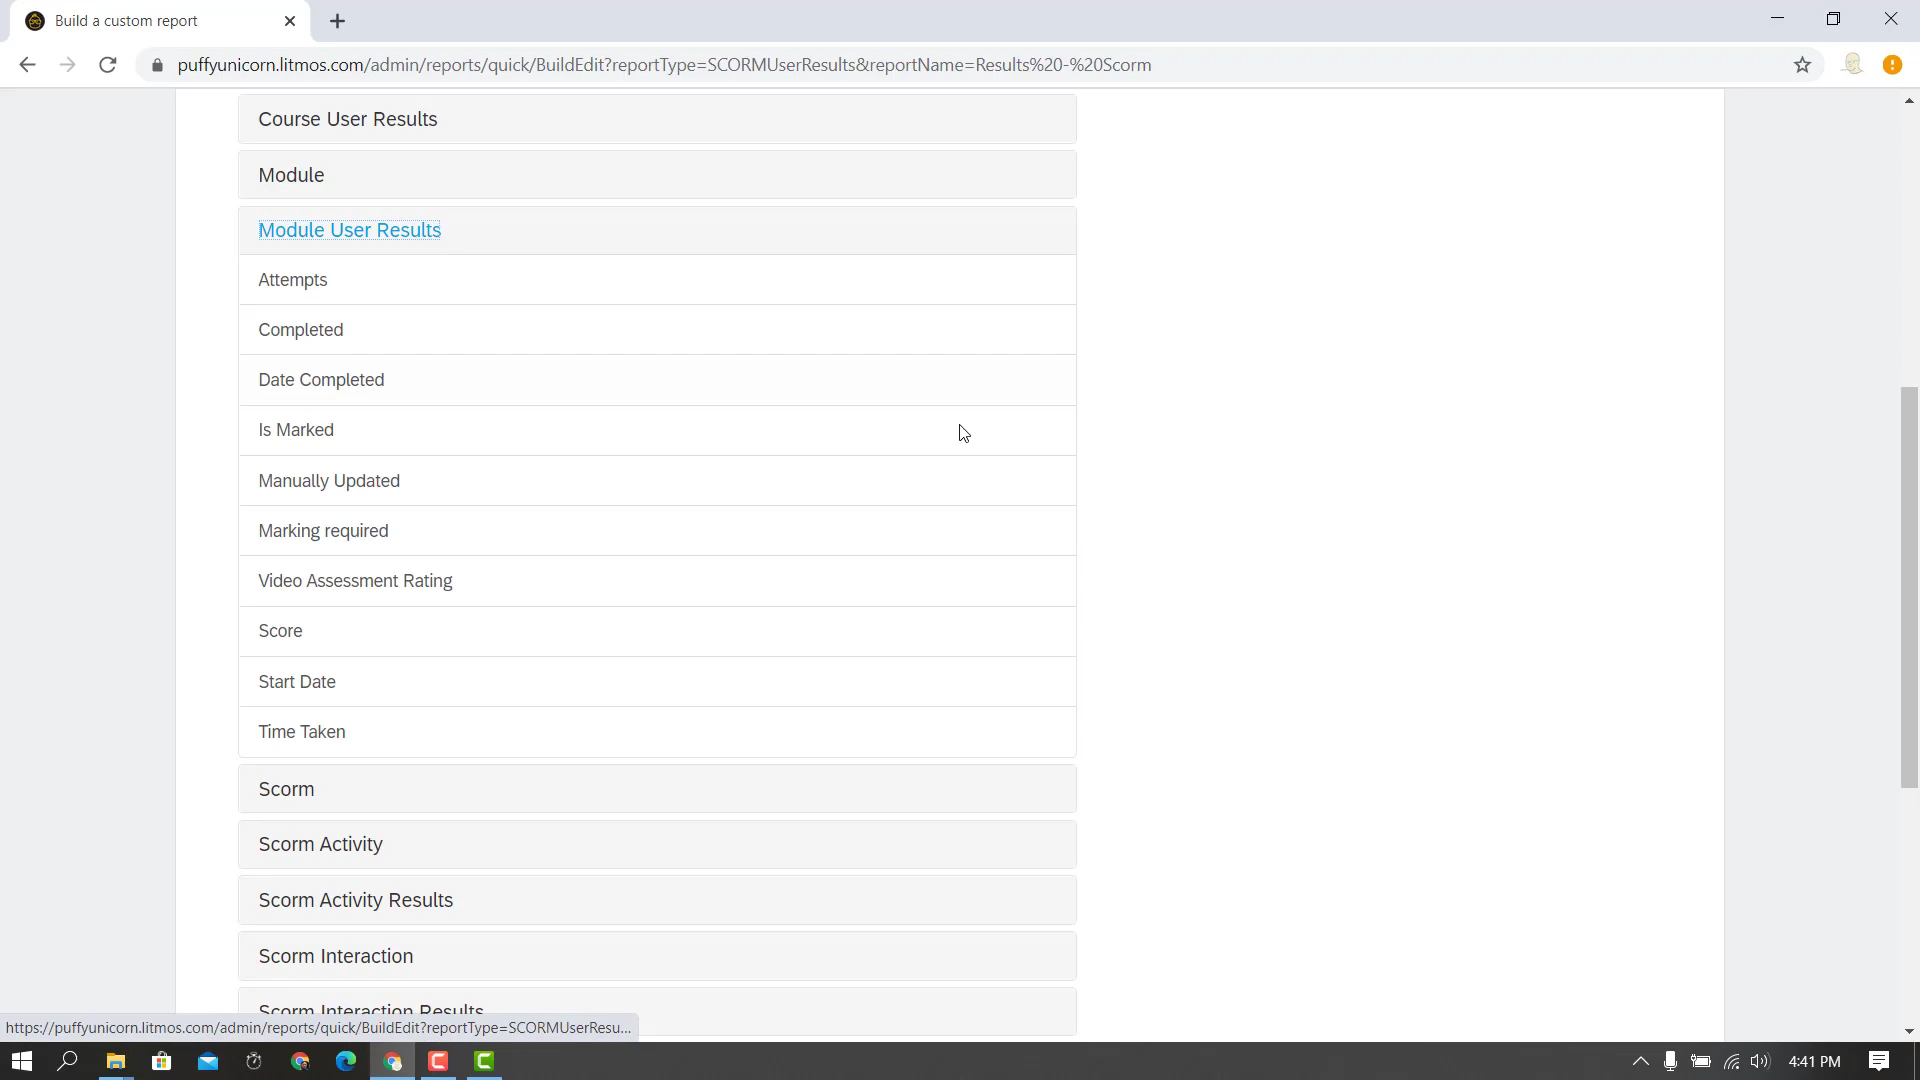 Build a custom report
puffyunicorn.litmos.com/admin/reports/quick/BuildEdit?reportType=SCORMUserResults&reportName=Results%20-%20Scorm
Course User Results
Module
Module User Results
Attempts
Completed
Date Completed
Is Marked
Manually Updated
Marking required
Video Assessment Rating
Score
Start Date
Time Taken
Scorm
Scorm Activity
Scorm Activity Results
Scorm Interaction
Scorm Interaction Results
https://puffyunicorn.litmos.com/admin/reports/quick/BuildEdit?reportType=SCORMUserResu...
4:41 PM